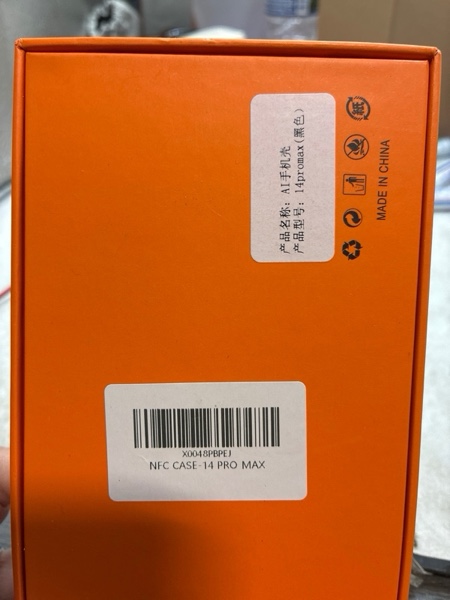 产品名称: AI手机壳
产品型号: 14promax(黑色)
紙
MADE IN CHINA
X0048PBPEJ
NFC CASE-14 PRO MAX